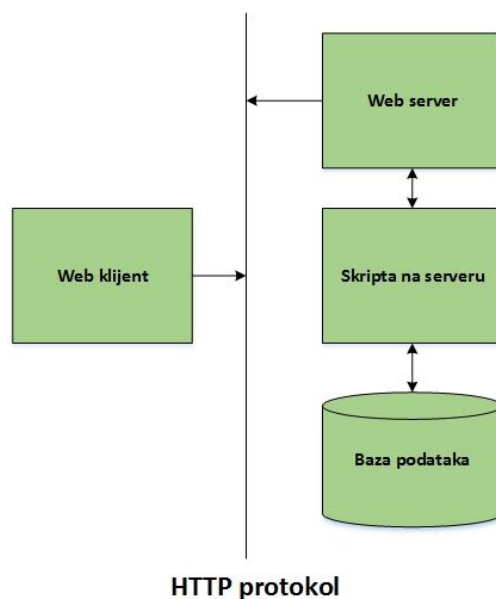 Web server
Web klijent
Skripta na serveru
Baza podataka
HTTP protokol